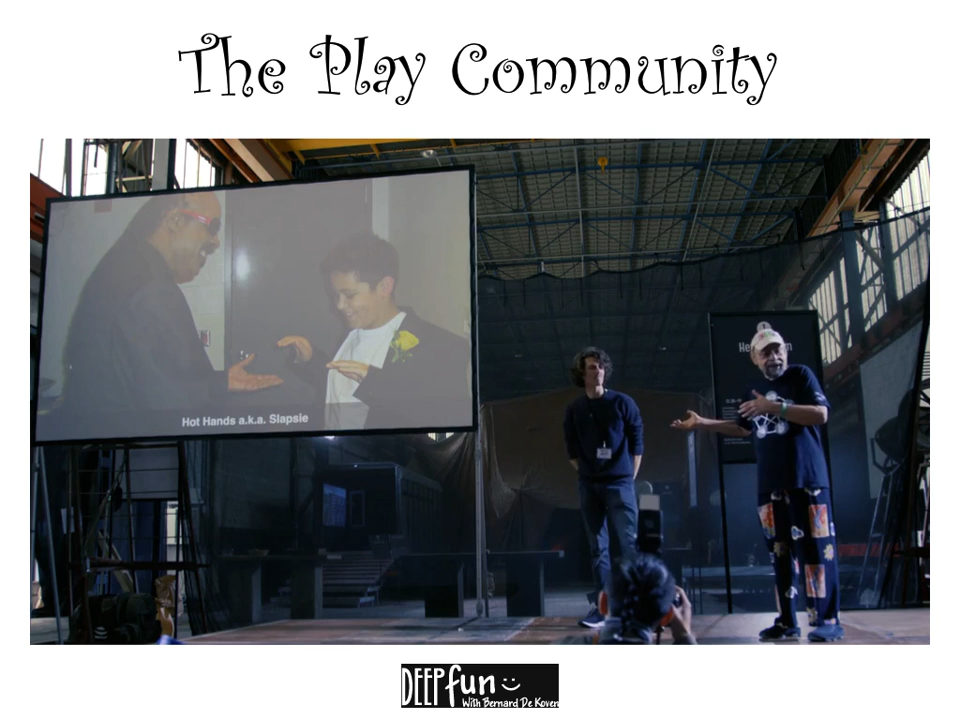 The Play Community
Hot Hands a.k.a. Slapsie
DEEP fun
With Bernard De Koven